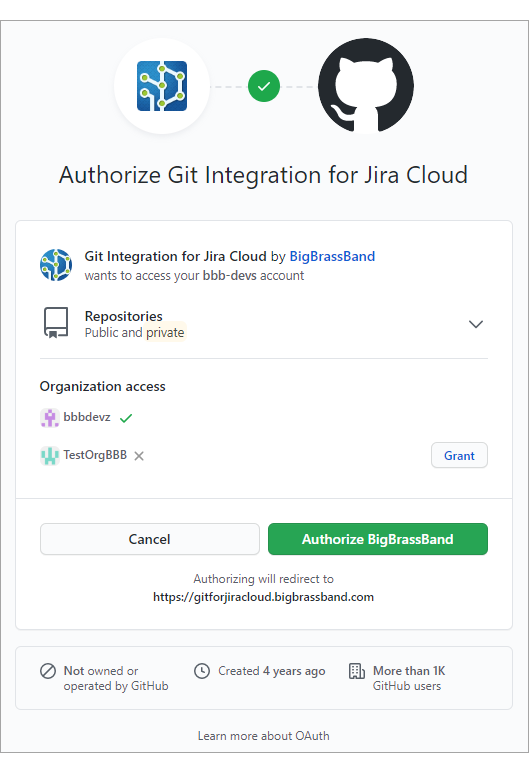 Authorize Git Integration for Jira Cloud
Git Integration for Jira Cloud by BigBrassBand
wants to access your bbb-devs account
Repositories
Public and private
Organization access
bbbdevz
TestOrgBBB
Grant
Cancel
Authorize BigBrassBand
Authorizing will redirect to
https://gitforjiracloud.bigbrassband.com
Not owned or
operated by GitHub
Created 4 years ago
More than 1K
GitHub users
Learn more about OAuth